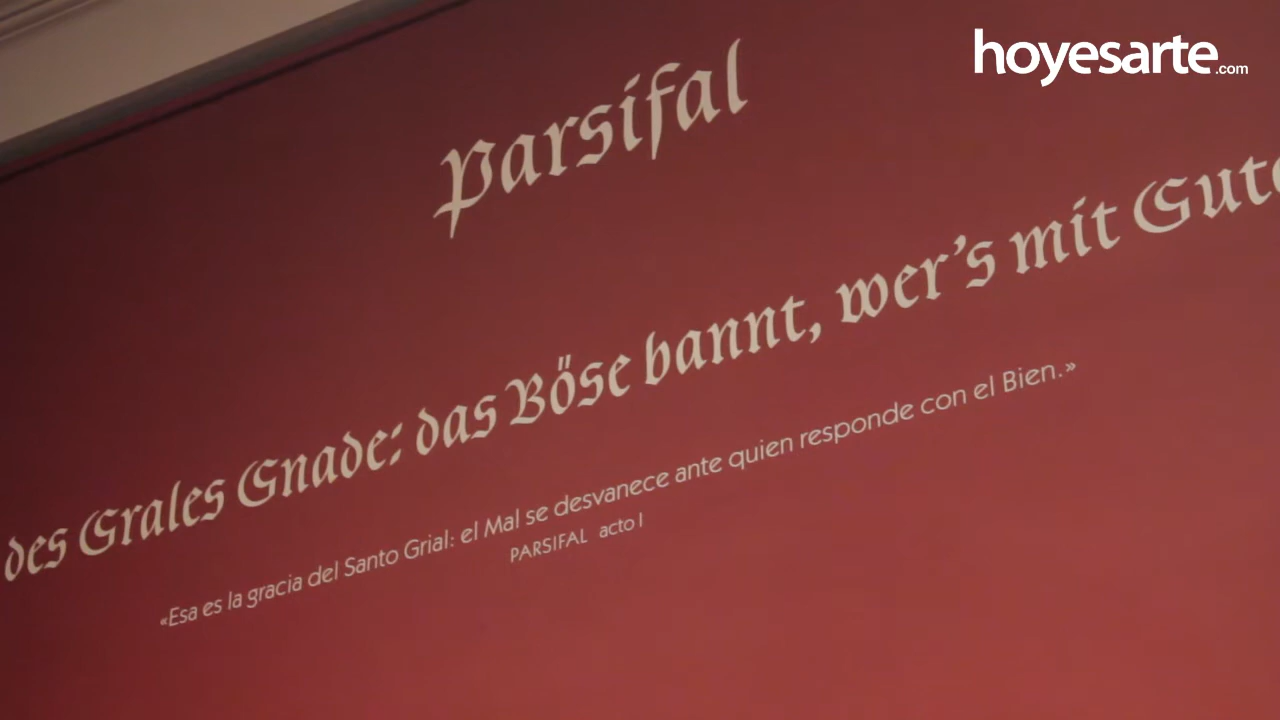 hoyesarte.com
Parsifal
des Grales Gnade: das Böse bannt, wer's mit Gut
«Esa es la gracia del Santo Grial: el Mal se desvanece ante quien responde con el Bien.»
PARSIFAL acto I